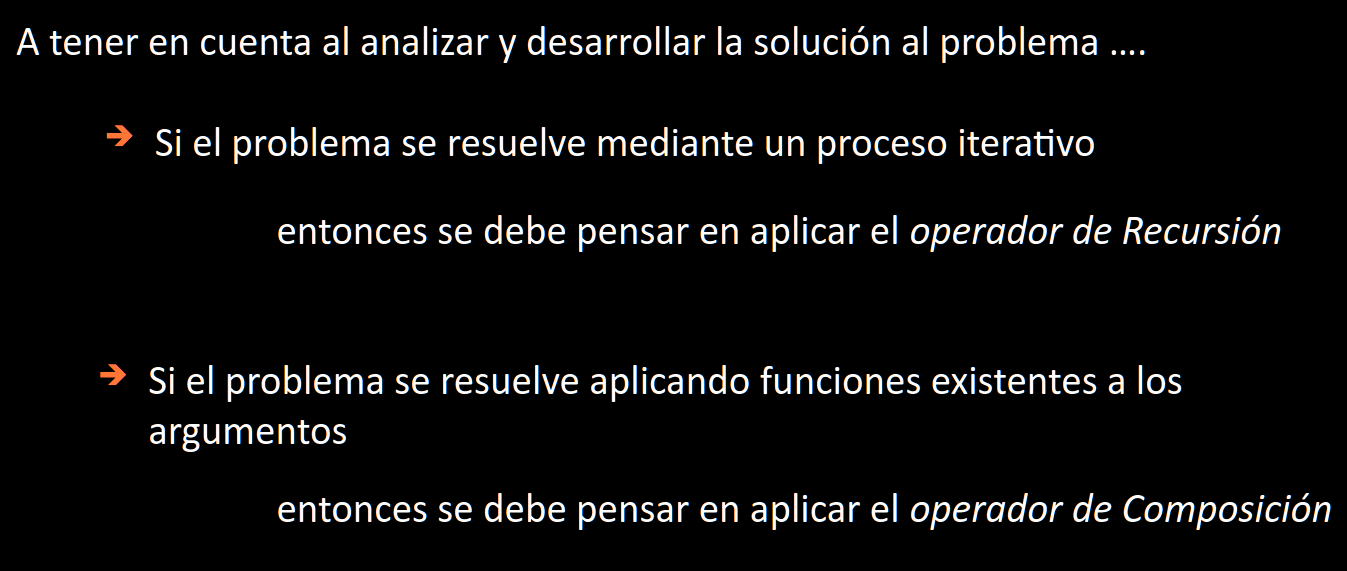 A tener en cuenta al analizar y desarrollar la solución al problema ....
➔ Si el problema se resuelve mediante un proceso iterativo
entonces se debe pensar en aplicar el operador de Recursión
➔ Si el problema se resuelve aplicando funciones existentes a los
argumentos
entonces se debe pensar en aplicar el operador de Composición